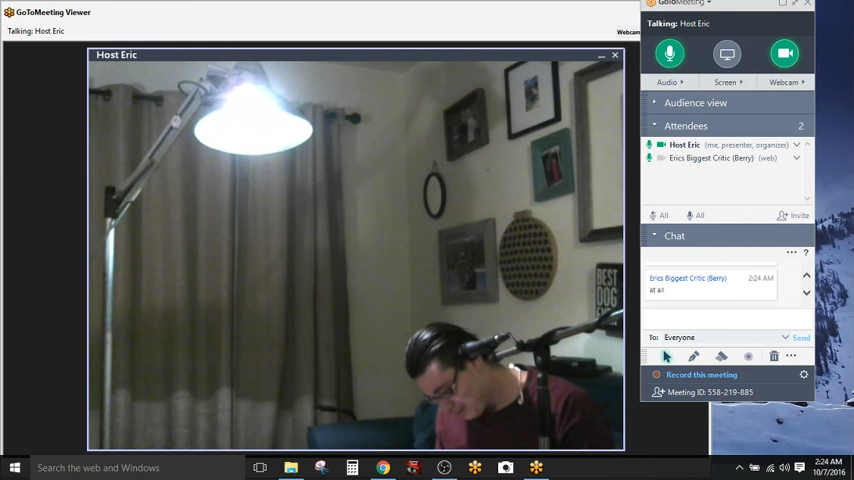 GoToMeeting Viewer
Talking: Host Eric
Webcam
Host Eric
BEST
DOG
GoToMeeting
Talking: Host Eric
Audio
Screen
Webcam
Audience view
Attendees 2
Host Eric (me, presenter, organizer)
Erics Biggest Critic (Berry) (web)
All
All
Invite
Chat
... ?
Erics Biggest Critic (Berry) 2:24 AM
at all
To: Everyone
Send
Record this meeting
Meeting ID: 558-219-885
Search the web and Windows
2:24 AM
10/7/2016